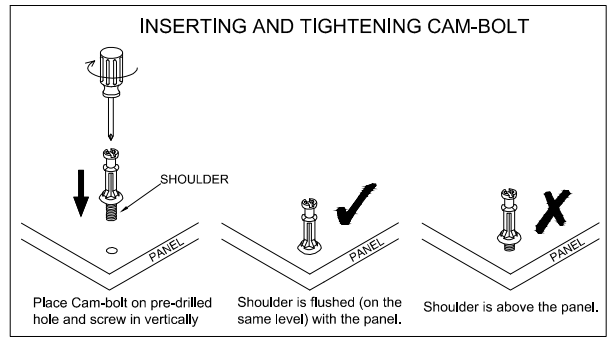 INSERTING AND TIGHTENING CAM-BOLT
SHOULDER
PANEL
PANEL
PANEL
Place Cam-bolt on pre-drilled
hole and screw in vertically
Shoulder is flushed (on the
same level) with the panel.
Shoulder is above the panel.